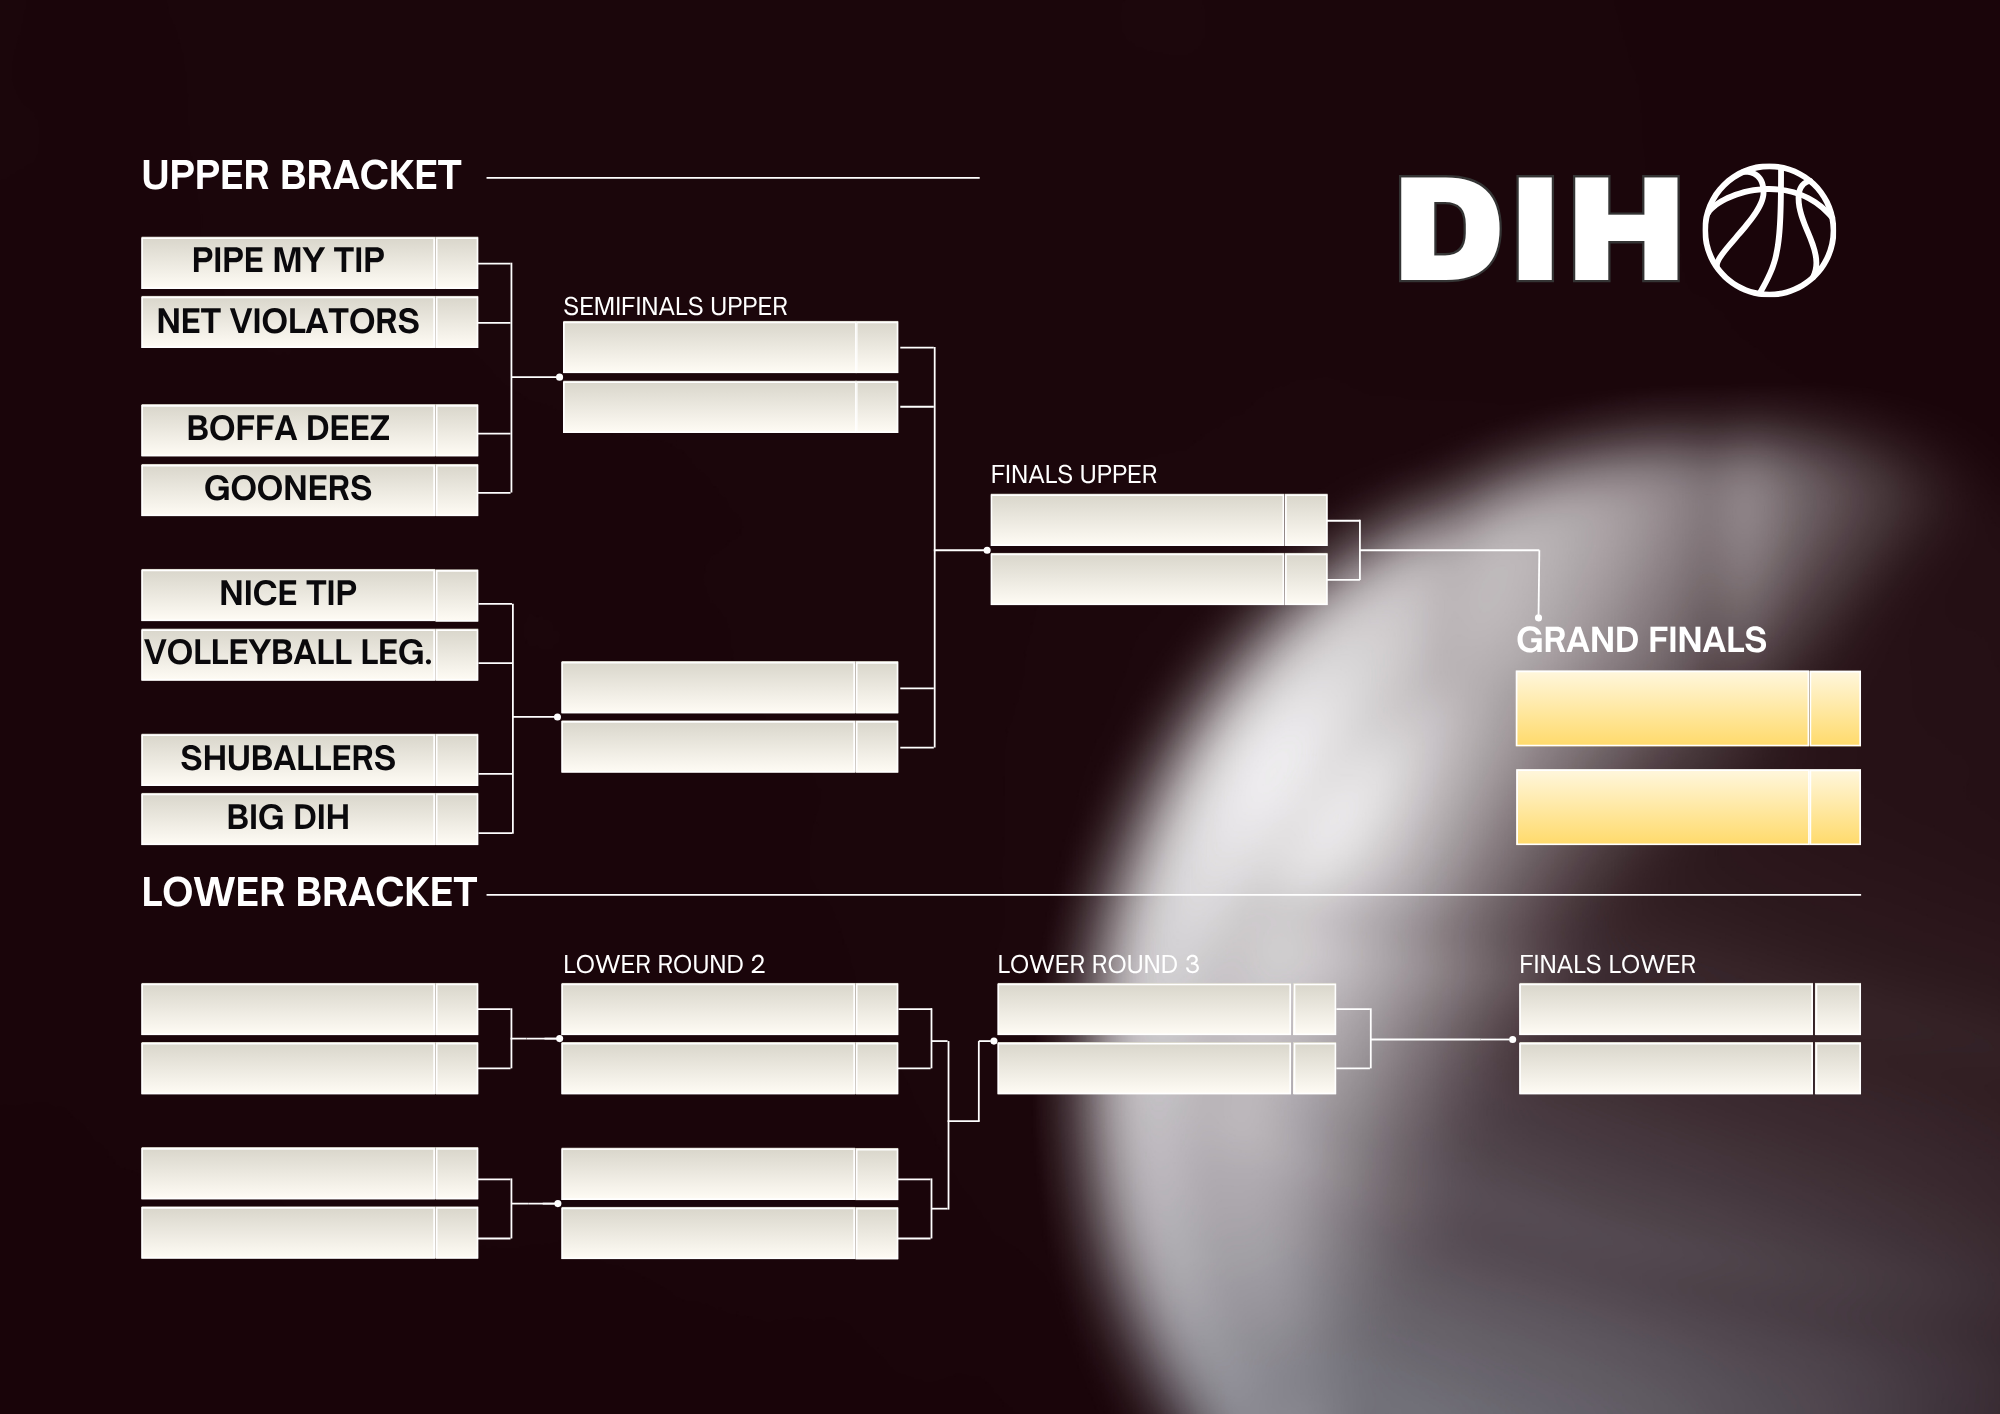 UPPER BRACKET
DIH
PIPE MY TIP
NET VIOLATORS
SEMIFINALS UPPER
BOFFA DEEZ
GOONERS
FINALS UPPER
NICE TIP
VOLLEYBALL LEG.
GRAND FINALS
SHUBALLERS
BIG DIH
LOWER BRACKET
LOWER ROUND 2
LOWER ROUND 3
FINALS LOWER